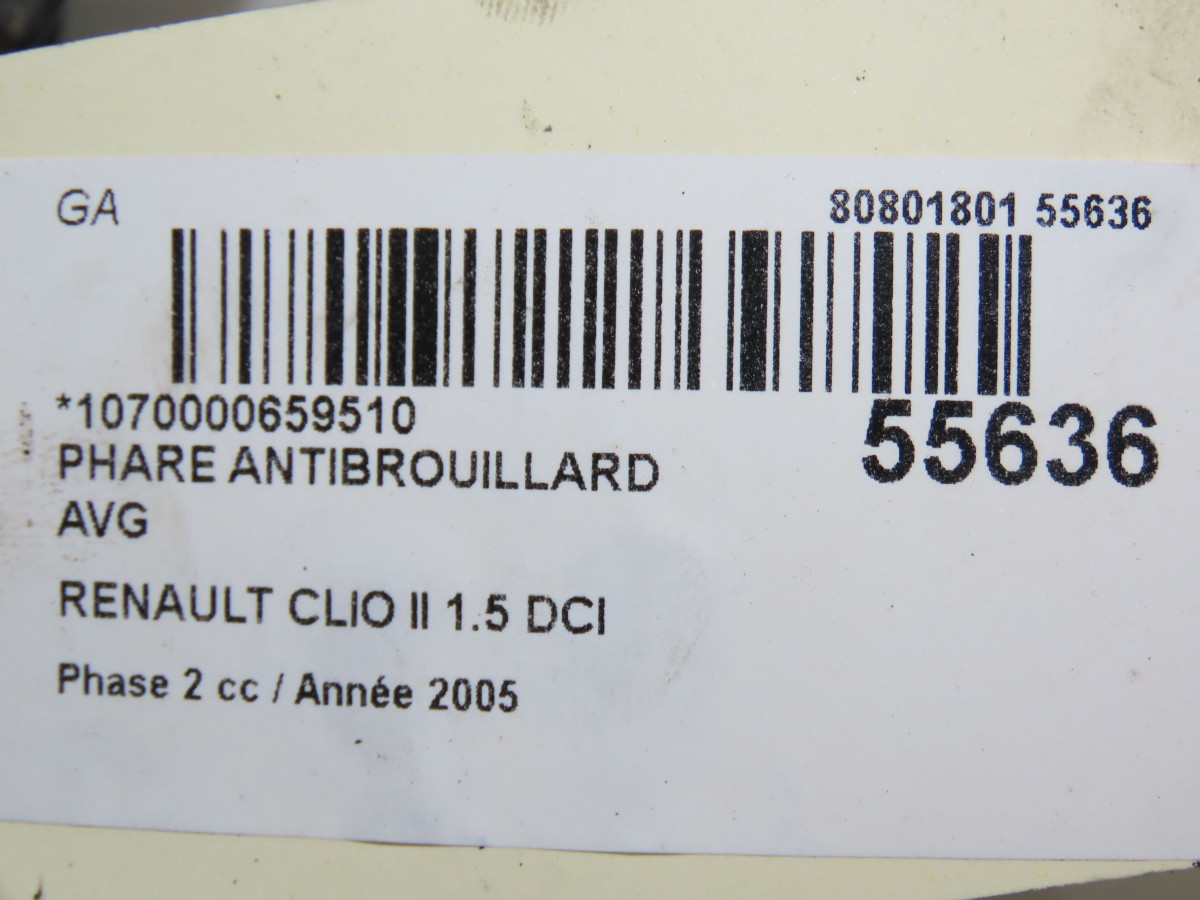 GA
80801801 55636
*1070000659510
55636
PHARE ANTIBROUILLARD
AVG
RENAULT CLIO II 1.5 DCI
Phase 2 cc / Année 2005